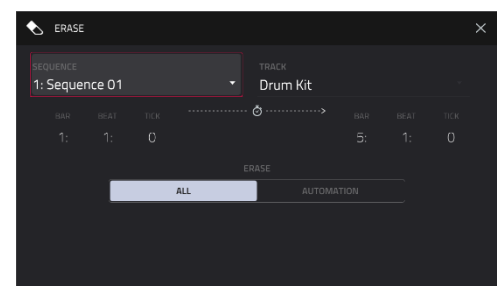 ERASE
SEQUENCE TRACK
1: Sequence 01 Drum Kit
BAR BEAT TICK BAR BEAT TICK
1: 1: 0 5: 1: 0
ERASE
ALL AUTOMATION